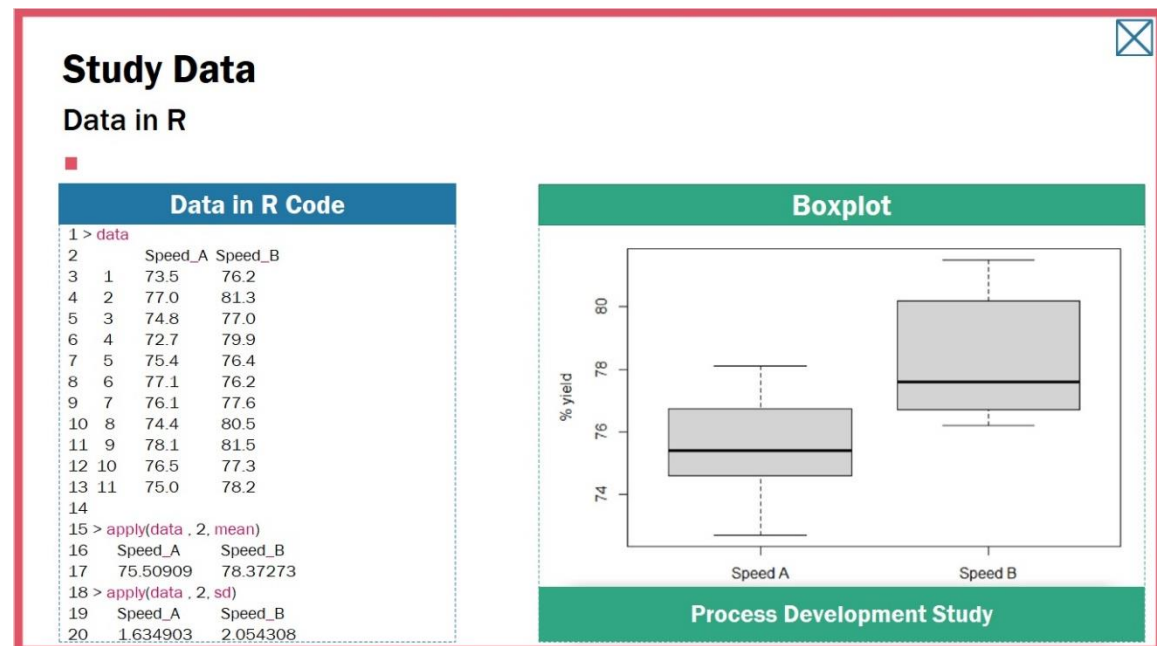 Study Data
Data in R
Data in R Code
1 > data
2 Speed_A Speed_B
3 1 73.5 76.2
4 2 77.0 81.3
5 3 74.8 77.0
6 4 72.7 79.9
7 5 75.4 76.4
8 6 77.1 76.2
9 7 76.1 77.6
10 8 74.4 80.5
11 9 78.1 81.5
12 10 76.5 77.3
13 11 75.0 78.2
14
15 > apply(data , 2, mean)
16 Speed_A Speed_B
17 75.50909 78.37273
18 > apply(data , 2, sd)
19 Speed_A Speed_B
20 1.634903 2.054308
Boxplot
% yield
80
78
76
74
Speed A Speed B
Process Development Study